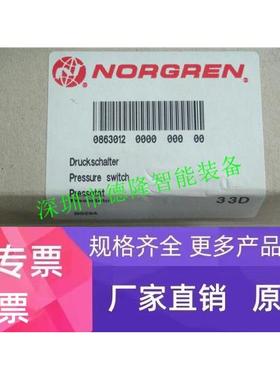 NORGREN
0863012 0000 000 00
Druckschalter
Pressure switch
深圳市德隆智能装备
33D
专票 规格齐全 更多产品
票 厂家直销 原